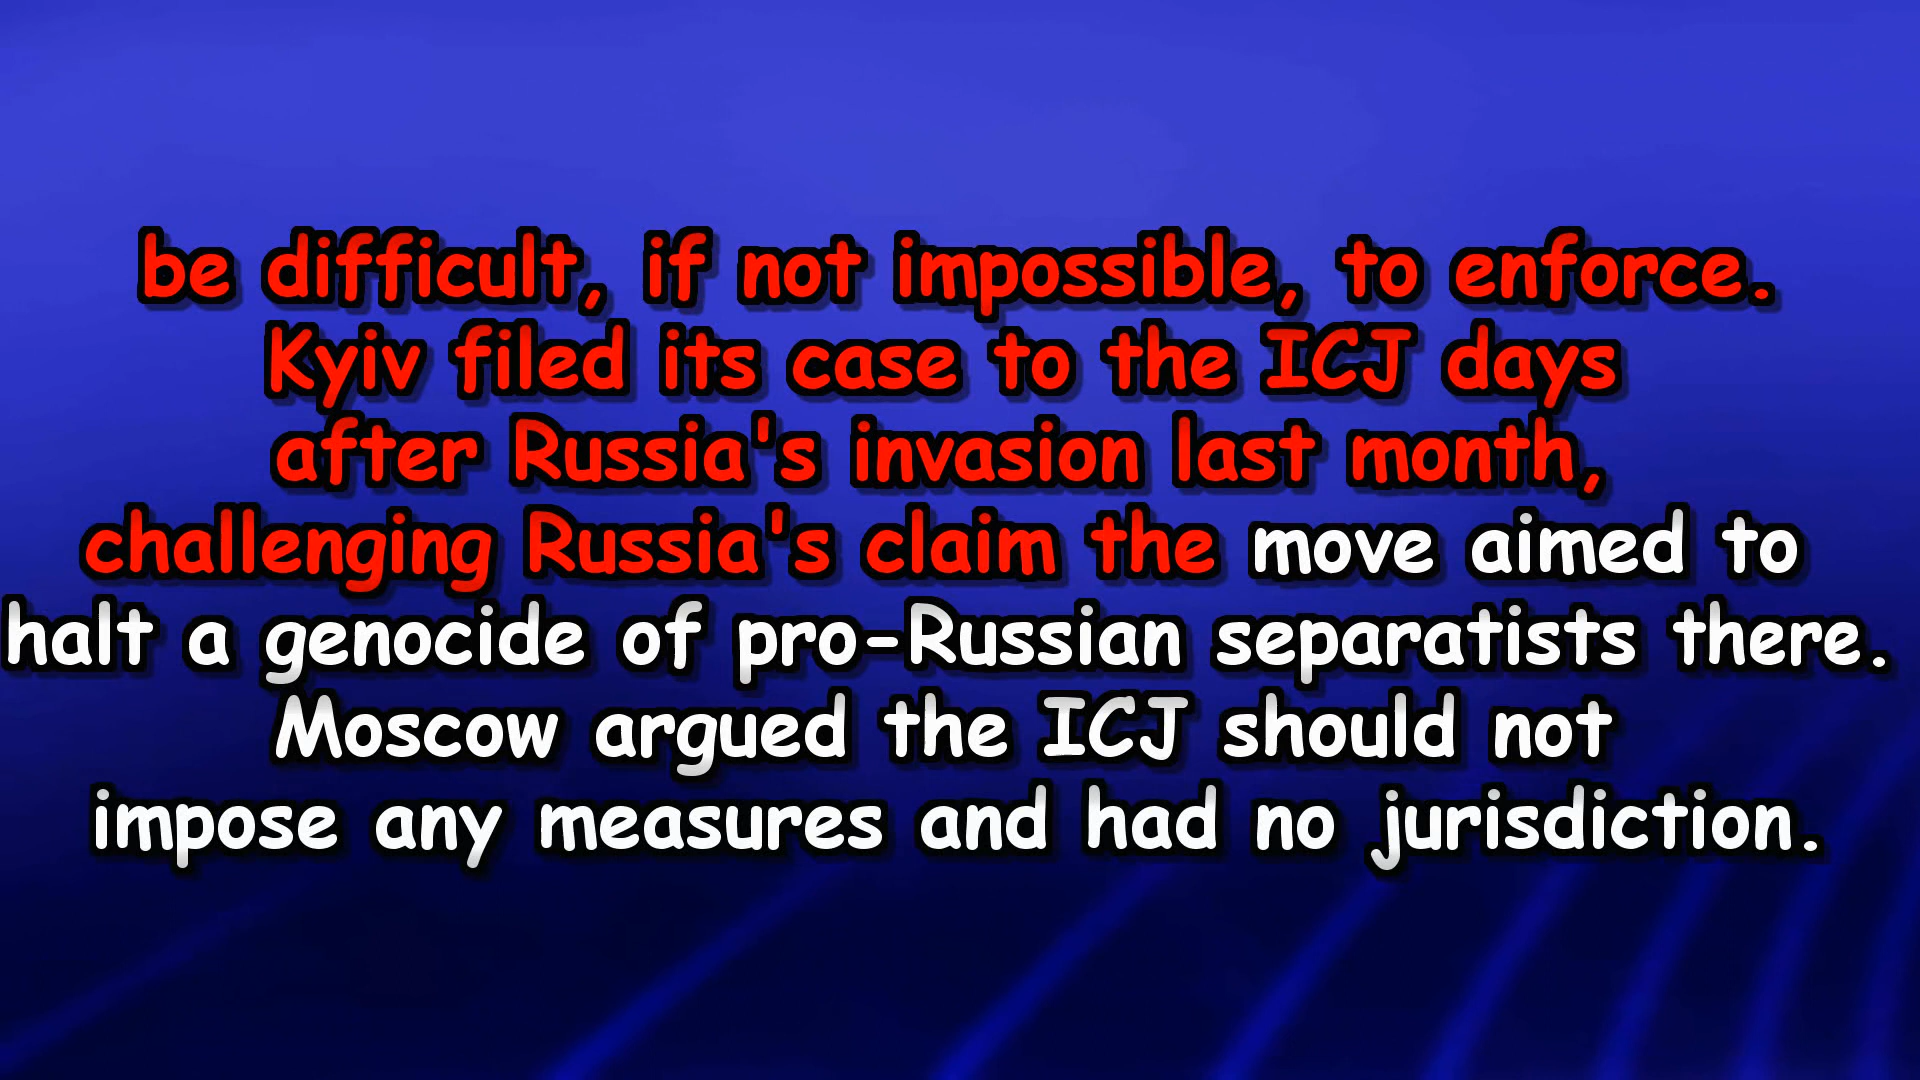 be difficult, if not impossible, to enforce.
Kyiv filed its case to the ICJ days
after Russia's invasion last month,
challenging Russia's claim the move aimed to
halt a genocide of pro-Russian separatists there.
Moscow argued the ICJ should not
impose any measures and had no jurisdiction.